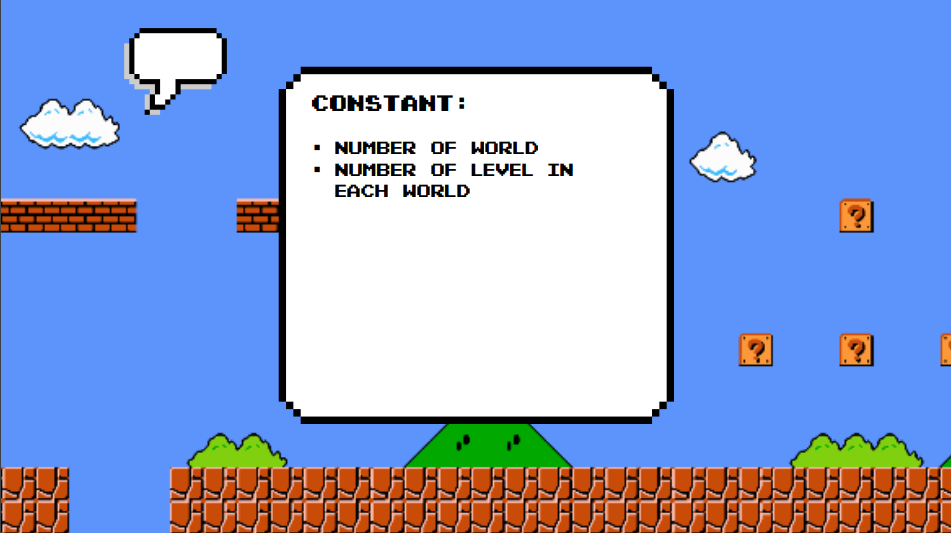 CONSTANT:
▪ NUMBER OF WORLD
▪ NUMBER OF LEVEL IN
EACH WORLD
?
?
?